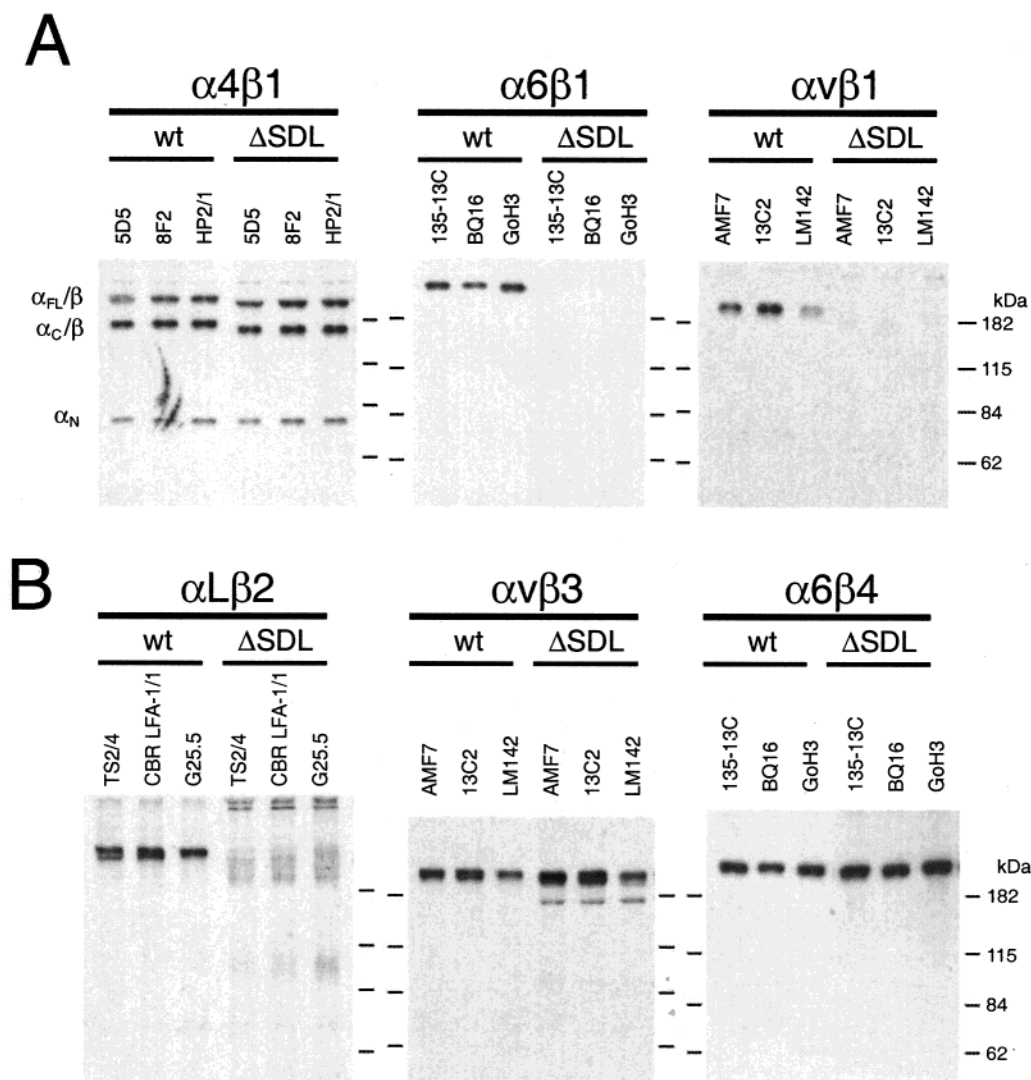 A
α4β1 α6β1 αvβ1
wt ΔSDL wt ΔSDL wt ΔSDL
5D5 8F2 HP2/1 5D5 8F2 HP2/1 135-13C BQ16 GoH3 135-13C BQ16 GoH3 AMF7 13C2 LM142 AMF7 13C2 LM142
αFL/β
αC/β
αN
kDa
182
115
84
62
B
αLβ2 αvβ3 α6β4
wt ΔSDL wt ΔSDL wt ΔSDL
TS2/4 CBR LFA-1/1 G25.5 TS2/4 CBR LFA-1/1 G25.5 AMF7 13C2 LM142 AMF7 13C2 LM142 135-13C BQ16 GoH3 135-13C BQ16 GoH3
kDa
182
115
84
62